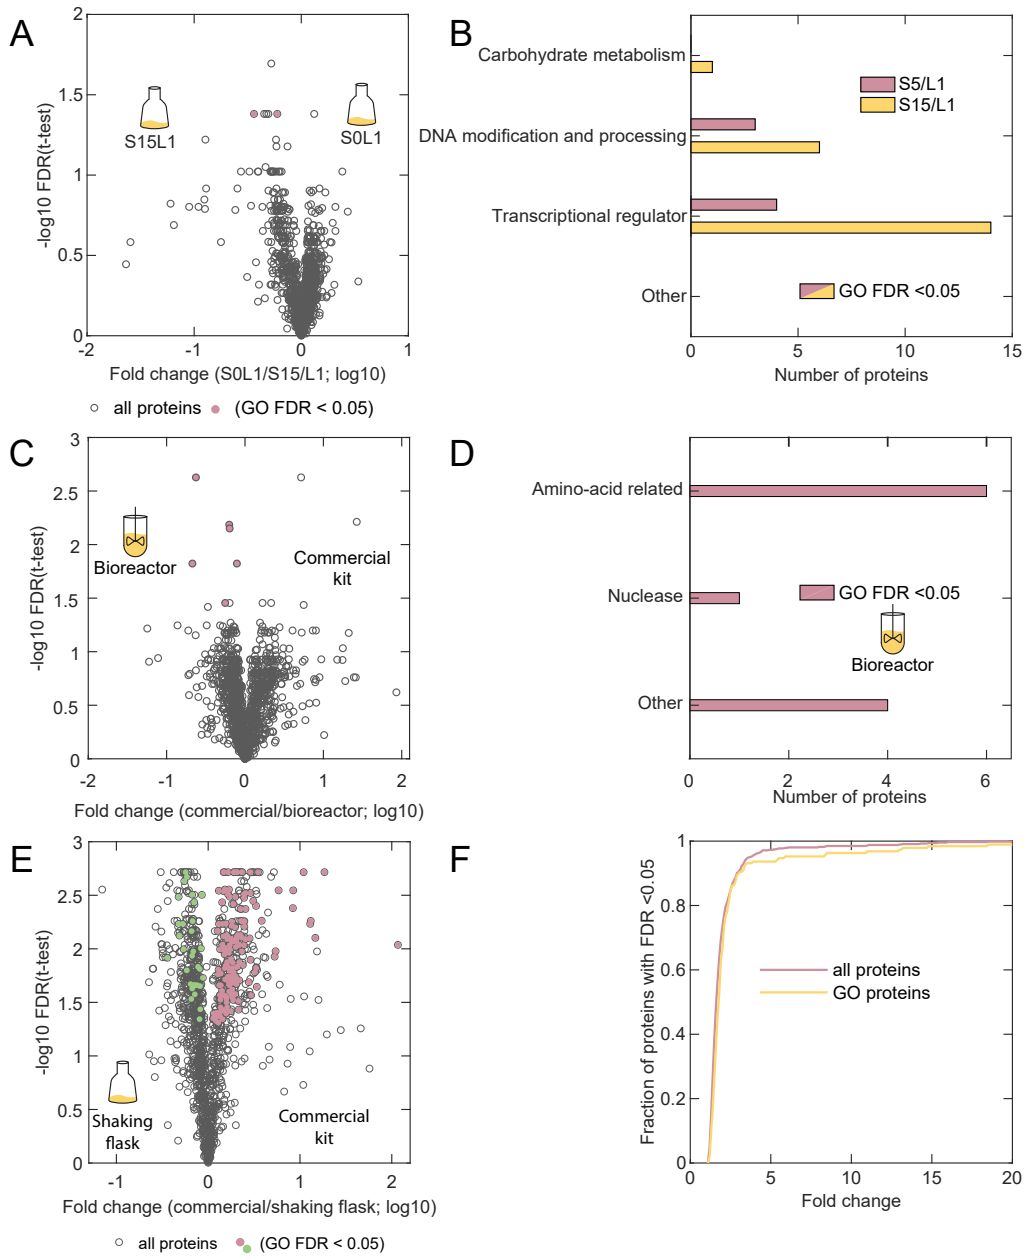 A
2
1.5
1
0.5
0
-2
-1
0
1
-log10 FDR(t-test)
S15L1
S0L1
Fold change (S0L1/S15/L1; log10)
all proteins
(GO FDR < 0.05)
B
Carbohydrate metabolism
DNA modification and processing
Transcriptional regulator
Other
S5/L1
S15/L1
GO FDR <0.05
0
5
10
15
Number of proteins
C
3
2.5
2
1.5
1
0.5
0
-2
-1
0
1
2
-log10 FDR(t-test)
Bioreactor
Commercial
kit
Fold change (commercial/bioreactor; log10)
D
Amino-acid related
Nuclease
Other
GO FDR <0.05
Bioreactor
0
2
4
6
Number of proteins
E
3
2.5
2
1.5
1
0.5
0
-1
0
1
2
-log10 FDR(t-test)
Shaking
flask
Commercial
kit
Fold change (commercial/shaking flask; log10)
all proteins
(GO FDR < 0.05)
F
1
0.8
0.6
0.4
0.2
0
0
5
10
15
20
Fraction of proteins with FDR <0.05
all proteins
GO proteins
Fold change